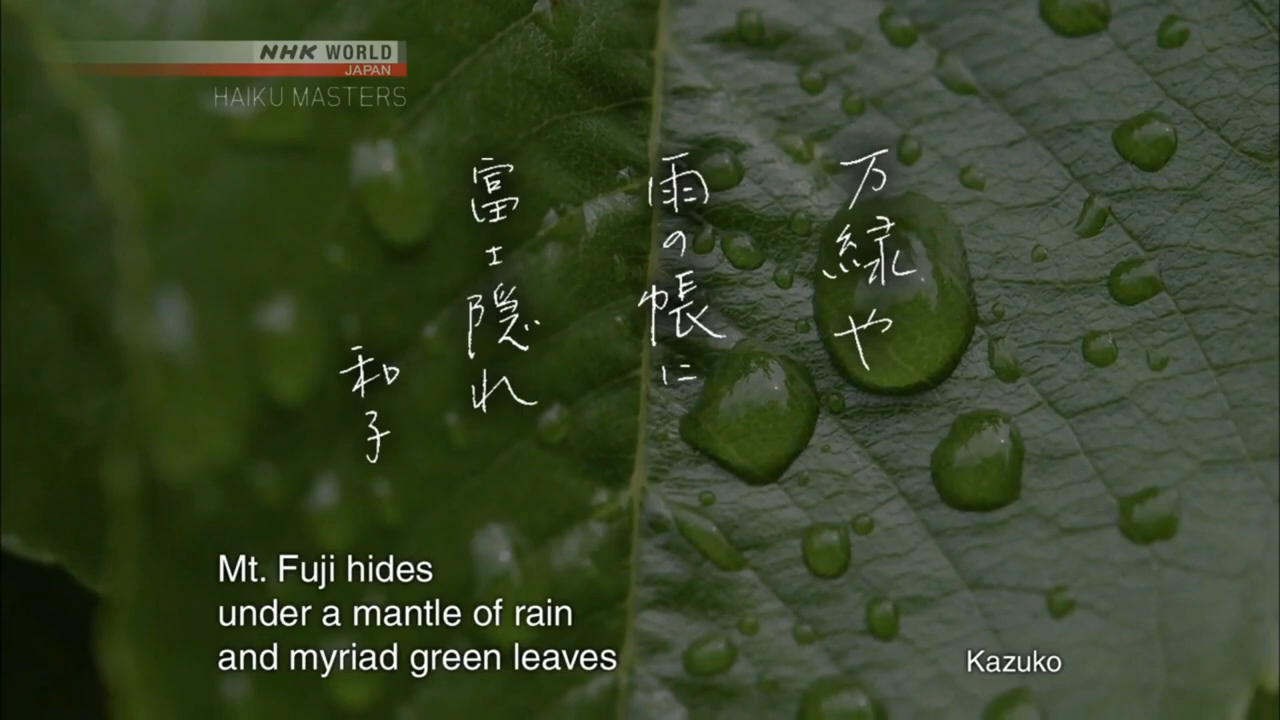 NHK WORLD
JAPAN
HAIKU MASTERS
万緑や
雨の帳に
富士隠れ
和子
Mt. Fuji hides
under a mantle of rain
and myriad green leaves
Kazuko